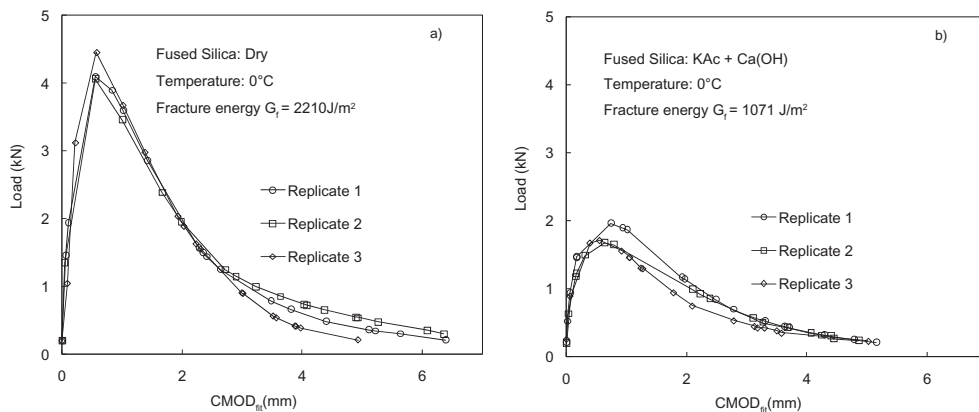 a)
Fused Silica: Dry
Temperature: 0°C
Fracture energy G_f = 2210J/m²
Replicate 1
Replicate 2
Replicate 3
Load (kN)
5
4
3
2
1
0
0
2
4
6
CMOD_fit(mm)
b)
Fused Silica: KAc + Ca(OH)
Temperature: 0°C
Fracture energy G_f = 1071 J/m²
Replicate 1
Replicate 2
Replicate 3
Load (kN)
5
4
3
2
1
0
0
2
4
6
CMOD_fit(mm)